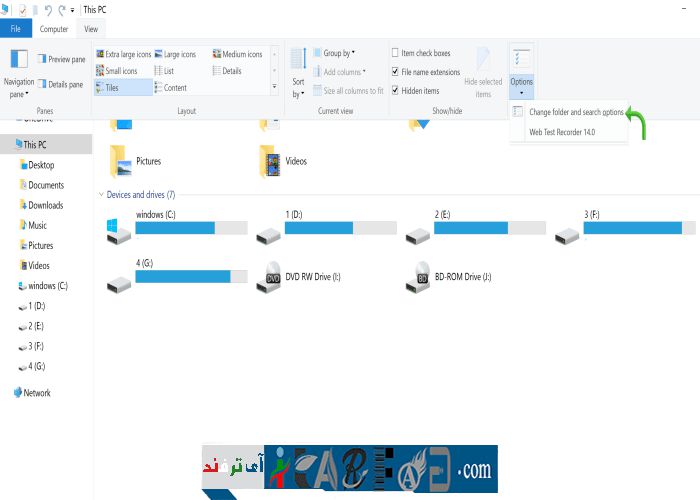 This PC
File Computer View
Navigation pane
Preview pane
Details pane
Panes
Extra large icons Large icons Medium icons
Small icons List Details
Tiles Content
Layout
Sort by
Group by
Add columns
Size all columns to fit
Current view
Item check boxes
File name extensions
Hidden items
Hide selected items
Show/hide
Options
Change folder and search options
Web Test Recorder 14.0
This PC
Desktop
Documents
Downloads
Music
Pictures
Videos
windows (C:)
1 (D:)
2 (E:)
3 (F:)
4 (G:)
Network
Pictures Videos
Devices and drives (7)
windows (C:) 1 (D:) 2 (E:) 3 (F:)
4 (G:) DVD RW Drive (I:) BD-ROM Drive (J:)
DVD BD
آی ترفند
.com